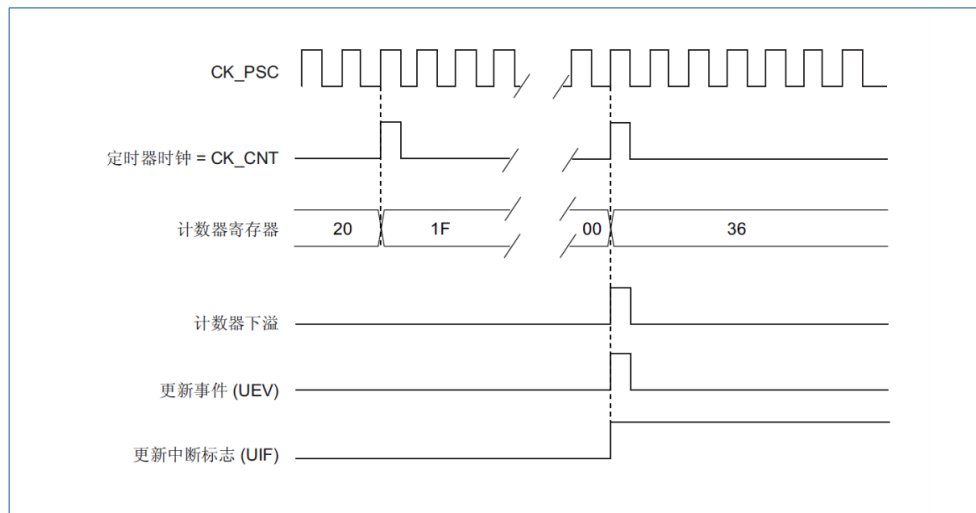 CK_PSC
定时器时钟 = CK_CNT
计数器寄存器
20
1F
00
36
计数器下溢
更新事件 (UEV)
更新中断标志 (UIF)